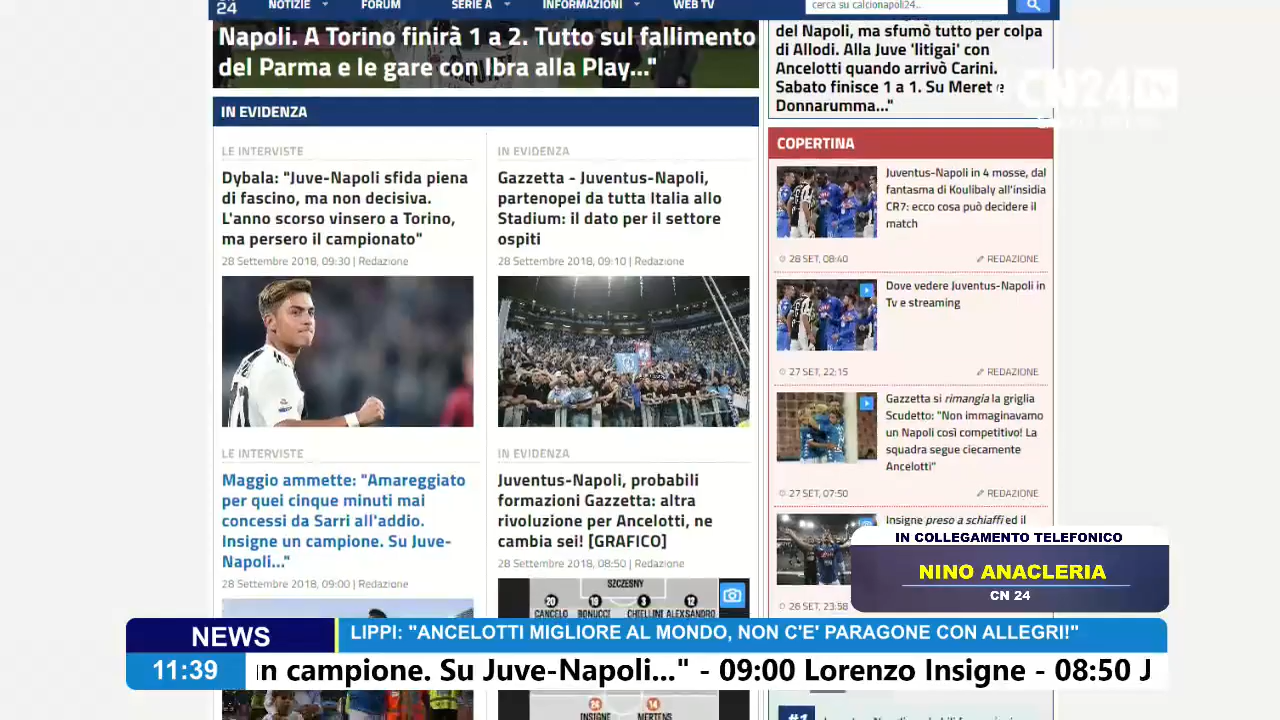 24 NOTIZIE FORUM SERIE A INFORMAZIONI WEB TV
cerca su calcionapoli24..
Napoli. A Torino finirà 1 a 2. Tutto sul fallimento
del Parma e le gare con Ibra alla Play..."
del Napoli, ma sfumò tutto per colpa
di Allodi. Alla Juve 'litigai' con
Ancelotti quando arrivò Carini.
Sabato finisce 1 a 1. Su Meret e
Donnarumma..."
CN24 TV
IN EVIDENZA
LE INTERVISTE
Dybala: "Juve-Napoli sfida piena
di fascino, ma non decisiva.
L'anno scorso vinsero a Torino,
ma persero il campionato"
28 Settembre 2018, 09:30 | Redazione
IN EVIDENZA
Gazzetta - Juventus-Napoli,
partenopei da tutta Italia allo
Stadium: il dato per il settore
ospiti
28 Settembre 2018, 09:10 | Redazione
LE INTERVISTE
Maggio ammette: "Amareggiato
per quei cinque minuti mai
concessi da Sarri all'addio.
Insigne un campione. Su Juve-
Napoli..."
28 Settembre 2018, 09:00 | Redazione
IN EVIDENZA
Juventus-Napoli, probabili
formazioni Gazzetta: altra
rivoluzione per Ancelotti, ne
cambia sei! [GRAFICO]
28 Settembre 2018, 08:50 | Redazione
SZCZESNY
20 19 3 12
CANCELO BONUCCI CHIELLINI ALEX SANDRO
COPERTINA
Juventus-Napoli in 4 mosse, dal
fantasma di Koulibaly all'insidia
CR7: ecco cosa può decidere il
match
28 SET, 08:40 REDAZIONE
Dove vedere Juventus-Napoli in
Tv e streaming
27 SET, 22:15 REDAZIONE
Gazzetta si rimangia la griglia
Scudetto: "Non immaginavamo
un Napoli così competitivo! La
squadra segue ciecamente
Ancelotti"
27 SET, 07:50 REDAZIONE
Insigne preso a schiaffi ed il
26 SET, 23:58
IN COLLEGAMENTO TELEFONICO
NINO ANACLERIA
CN 24
NEWS
LIPPI: "ANCELOTTI MIGLIORE AL MONDO, NON C'E' PARAGONE CON ALLEGRI!"
11:39
un campione. Su Juve-Napoli..." - 09:00 Lorenzo Insigne - 08:50 J
24 14
INSIGNE MERTENS
#1